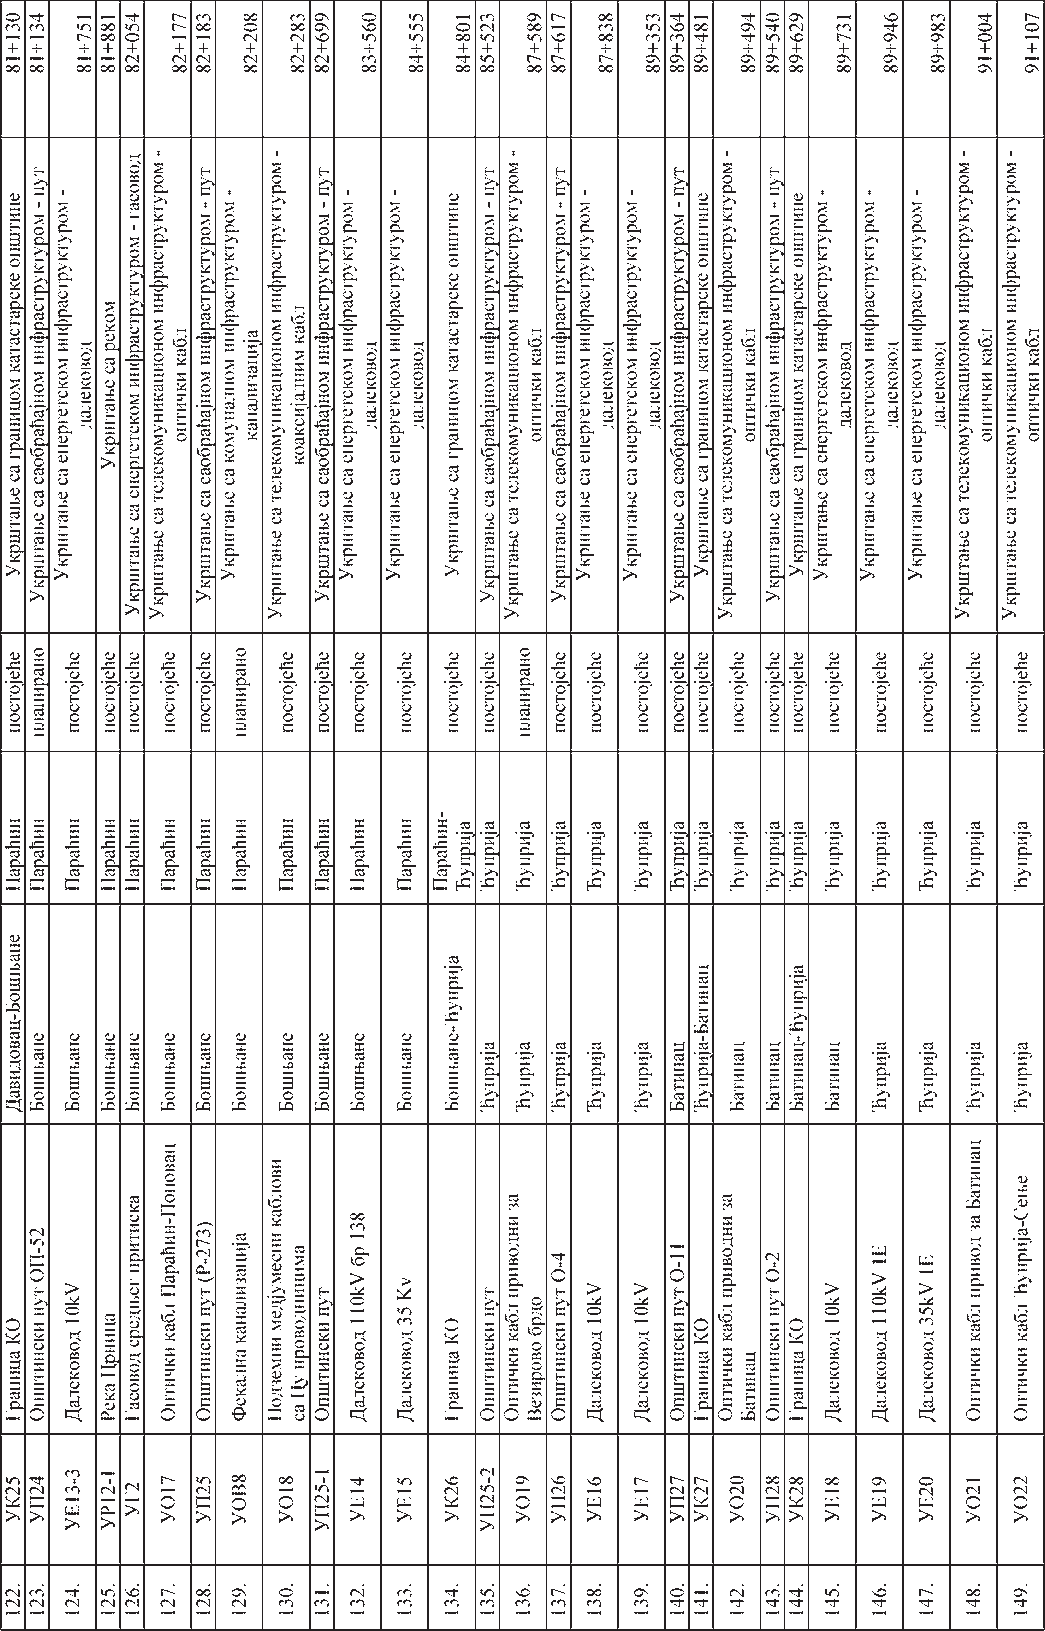 122. УК25 Граница КО Давидовац-Бошњане Параћин постојеће Укрштање са границом катастарске општине 81+130
123. УП24 Општински пут ОП-52 Бошњане Параћин планирано Укрштање са саобраћајном инфраструктуром - пут 81+134
124. УЕ13-3 Далековод 10kV Бошњане Параћин постојеће Укрштање са енергетском инфраструктуром -
далековод 81+751
125. УР12-1 Река Црница Бошњане Параћин постојеће Укрштање са реком 81+881
126. УГ2 Гасовод средњег притиска Бошњане Параћин постојеће Укрштање са енергетском инфраструктуром - гасовод 82+054
127. УО17 Оптички кабл Параћин-Поповац Бошњане Параћин постојеће Укрштање са телекомуникационом инфраструктуром -
оптички кабл 82+177
128. УП25 Општински пут (Р-273) Бошњане Параћин постојеће Укрштање са саобраћајном инфраструктуром - пут 82+183
129. УОВ8 Фекална канализација Бошњане Параћин планирано Укрштање са комуналном инфраструктуром -
канализација 82+208
130. УО18 Подземни медјумесни каблови
са Цу проводницима Бошњане Параћин постојеће Укрштање са телекомуникационом инфраструктуром -
коаксијалним кабл 82+283
131. УП25-1 Општински пут Бошњане Параћин постојеће Укрштање са саобраћајном инфраструктуром - пут 82+699
132. УЕ14 Далековод 110kV бр 138 Бошњане Параћин постојеће Укрштање са енергетском инфраструктуром -
далековод 83+560
133. УЕ15 Далековод 35 Kv Бошњане Параћин постојеће Укрштање са енергетском инфраструктуром -
далековод 84+555
134. УК26 Граница КО Бошњане-Ћуприја Параћин-
Ћуприја постојеће Укрштање са границом катастарске општине 84+801
135. УП25-2 Општински пут Ћуприја Ћуприја постојеће Укрштање са саобраћајном инфраструктуром - пут 85+523
136. УО19 Оптички кабл приводни за
Везирово брдо Ћуприја Ћуприја планирано Укрштање са телекомуникационом инфраструктуром -
оптички кабл 87+589
137. УП26 Општински пут О-4 Ћуприја Ћуприја постојеће Укрштање са саобраћајном инфраструктуром - пут 87+617
138. УЕ16 Далековод 10kV Ћуприја Ћуприја постојеће Укрштање са енергетском инфраструктуром -
далековод 87+838
139. УЕ17 Далековод 10kV Ћуприја Ћуприја постојеће Укрштање са енергетском инфраструктуром -
далековод 89+353
140. УП27 Општински пут О-11 Батинац Ћуприја постојеће Укрштање са саобраћајном инфраструктуром - пут 89+364
141. УК27 Граница КО Ћуприја-Батинац Ћуприја постојеће Укрштање са границом катастарске општине 89+481
142. УО20 Оптички кабл приводни за
Батинац Батинац Ћуприја постојеће Укрштање са телекомуникационом инфраструктуром -
оптички кабл 89+494
143. УП28 Општински пут О-2 Батинац Ћуприја постојеће Укрштање са саобраћајном инфраструктуром - пут 89+540
144. УК28 Граница КО Батинац-Ћуприја Ћуприја постојеће Укрштање са границом катастарске општине 89+629
145. УЕ18 Далековод 10kV Батинац Ћуприја постојеће Укрштање са енергетском инфраструктуром -
далековод 89+731
146. УЕ19 Далековод 110kV 1Е Ћуприја Ћуприја постојеће Укрштање са енергетском инфраструктуром -
далековод 89+946
147. УЕ20 Далековод 35kV 1Е Ћуприја Ћуприја постојеће Укрштање са енергетском инфраструктуром -
далековод 89+983
148. УО21 Оптички кабл привод за Батинац Ћуприја Ћуприја постојеће Укрштање са телекомуникационом инфраструктуром -
оптички кабл 91+004
149. УО22 Оптички кабл Ћуприја-Сење Ћуприја Ћуприја постојеће Укрштање са телекомуникационом инфраструктуром -
оптички кабл 91+107